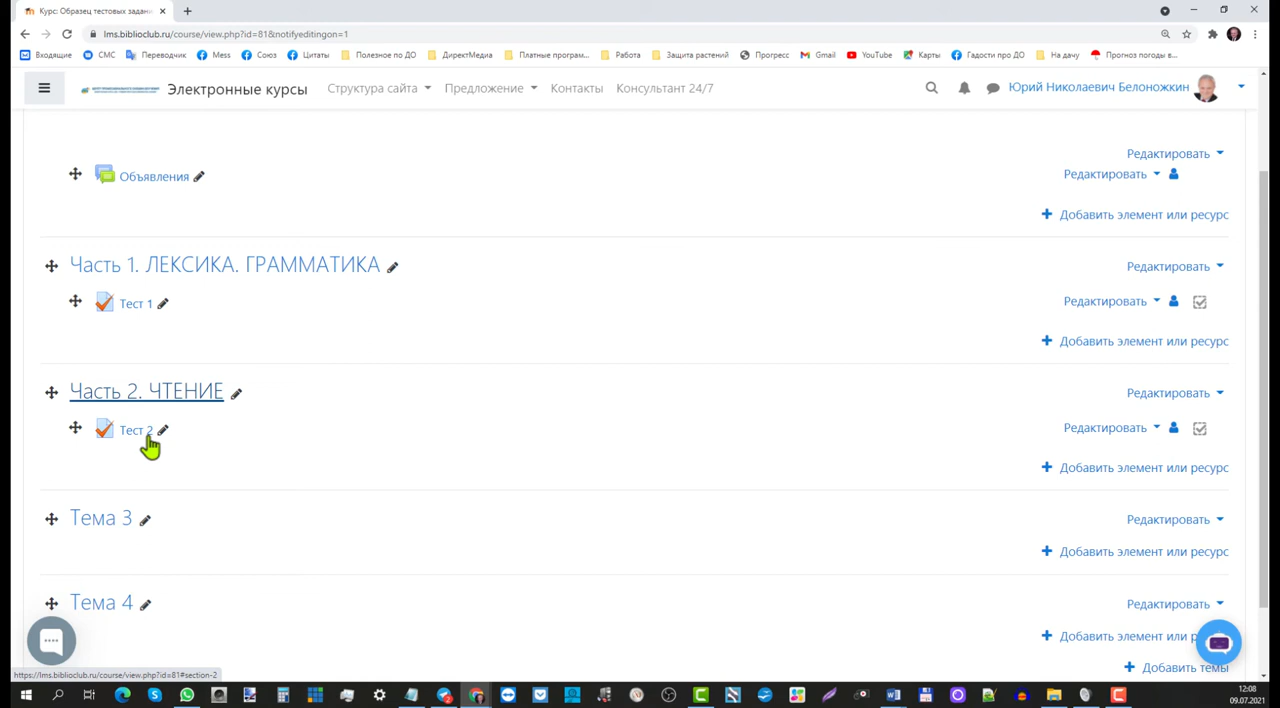 Курс: Образец тестовых задани
lms.biblioclub.ru/course/view.php?id=81&notifyeditingon=1
Входящие СМС Переводчик Mess Союз Цитаты Полезное по ДО ДиректМедиа Платные програм... Работа Защита растений Прогресс Gmail YouTube Карты Гадости про ДО На дачу Прогноз погоды в...
Электронные курсы Структура сайта Предложение Контакты Консультант 24/7 Юрий Николаевич Белоножкин
Редактировать
Объявления Редактировать
Добавить элемент или ресурс
Часть 1. ЛЕКСИКА. ГРАММАТИКА Редактировать
Тест 1 Редактировать
Добавить элемент или ресурс
Часть 2. ЧТЕНИЕ Редактировать
Тест 2 Редактировать
Добавить элемент или ресурс
Тема 3 Редактировать
Добавить элемент или ресурс
Тема 4 Редактировать
Добавить элемент или р
Добавить темы
https://lms.biblioclub.ru/course/view.php?id=81#section-2
12:08
09.07.2021